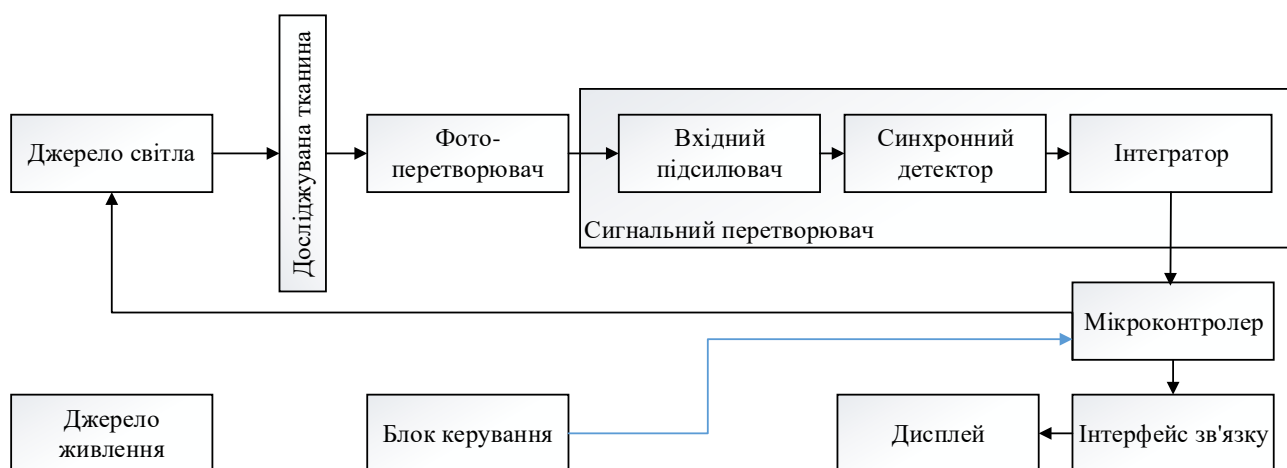 Джерело світла
Досліджувана тканина
Фото-
перетворювач
Вхідний
підсилювач
Синхронний
детектор
Інтегратор
Сигнальний перетворювач
Мікроконтролер
Джерело
живлення
Блок керування
Дисплей
Інтерфейс зв'язку